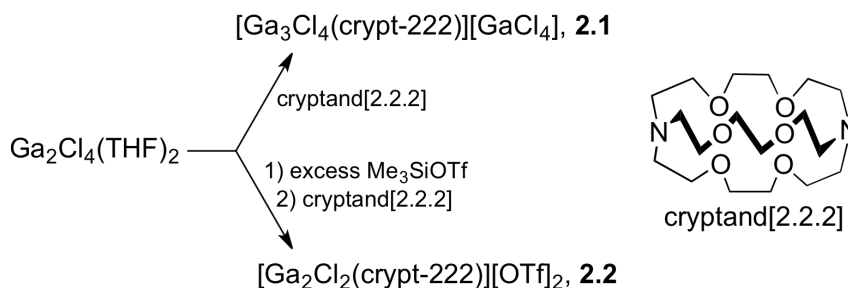 [Ga₃Cl₄(crypt-222)][GaCl₄], 2.1
cryptand[2.2.2]
Ga₂Cl₄(THF)₂
1) excess Me₃SiOTf
2) cryptand[2.2.2]
[Ga₂Cl₂(crypt-222)][OTf]₂, 2.2
O O
N O O N
O O
cryptand[2.2.2]